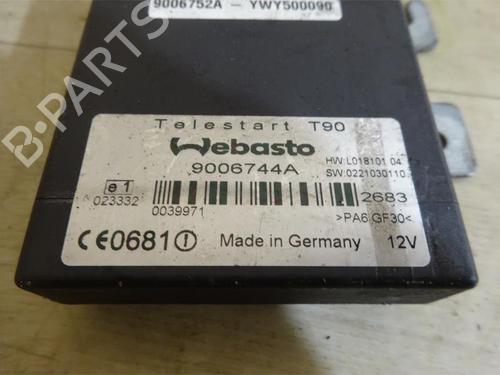 9006752A - YWY500090
Telestart T90
Webasto
9006744A
HW:L018101 04
SW:0221030110
e1
023332
0039971
2683
>PA6 GF30<
CE0681
Made in Germany
12V
B-PARTS